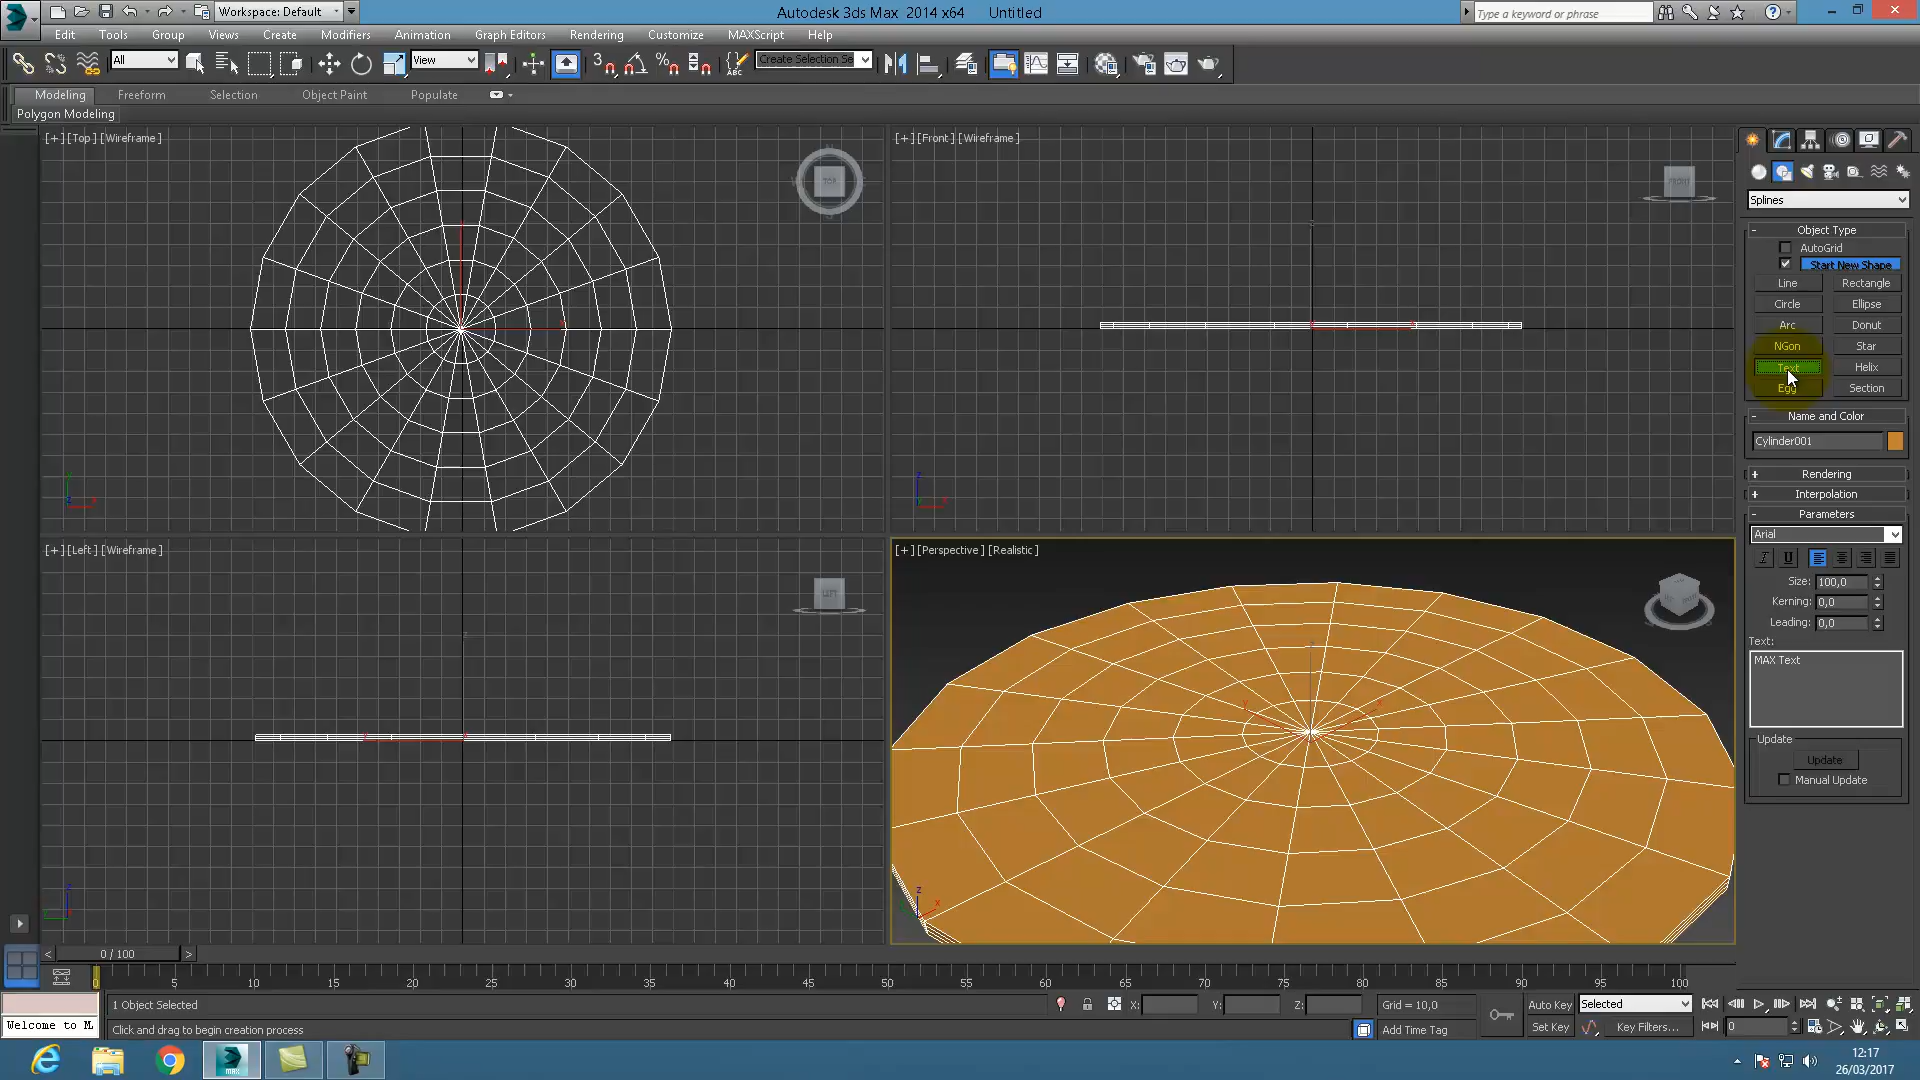 Workspace: Default
Autodesk 3ds Max 2014 x64 Untitled
Type a keyword or phrase
Edit Tools Group Views Create Modifiers Animation Graph Editors Rendering Customize MAXScript Help
All View 3 Create Selection Se
Modeling Freeform Selection Object Paint Populate
Polygon Modeling
[+] [Top] [Wireframe] [+] [Front] [Wireframe]
TOP FRONT
Splines
- Object Type
AutoGrid
Start New Shape
Line Rectangle
Circle Ellipse
Arc Donut
NGon Star
Text Helix
Egg Section
- Name and Color
Cylinder001
+ Rendering
+ Interpolation
- Parameters
Arial
I U
Size: 100,0
Kerning: 0,0
Leading: 0,0
Text:
MAX Text
Update
Update
Manual Update
[+] [Left] [Wireframe] [+] [Perspective] [Realistic]
LEFT
< 0 / 100 >
5 10 15 20 25 30 35 40 45 50 55 60 65 70 75 80 85 90 95 100
1 Object Selected X: Y: Z: Grid = 10,0 Auto Key Selected
Welcome to M Click and drag to begin creation process Add Time Tag Set Key Key Filters... 0
MAX
12:17
26/03/2017